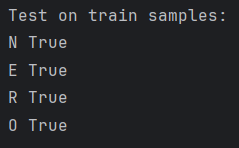 Test on train samples:
N True
E True
R True
O True